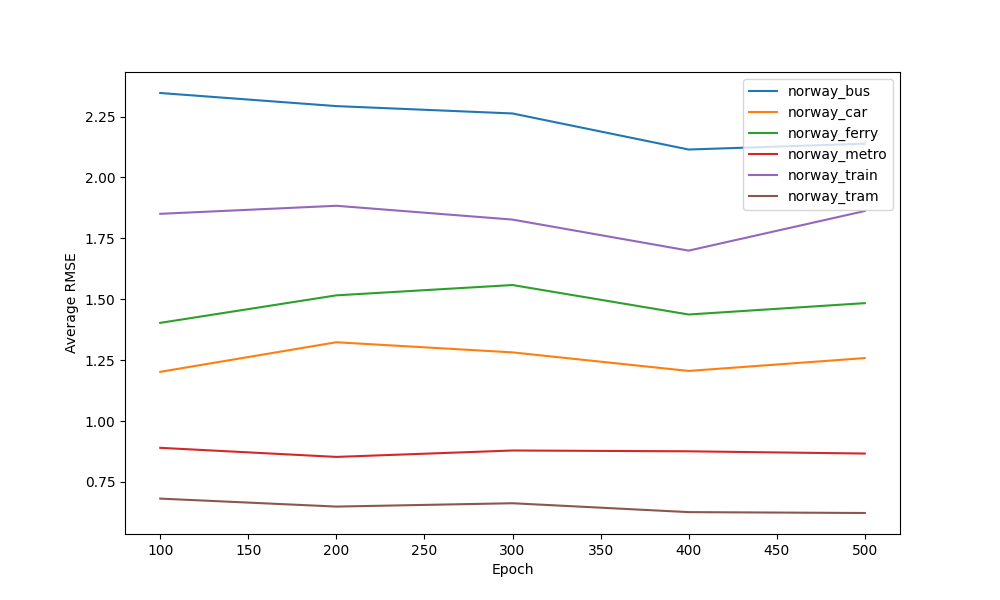 norway_bus
norway_car
norway_ferry
norway_metro
norway_train
norway_tram
2.25
2.00
1.75
1.50
1.25
1.00
0.75
Average RMSE
100 150 200 250 300 350 400 450 500
Epoch